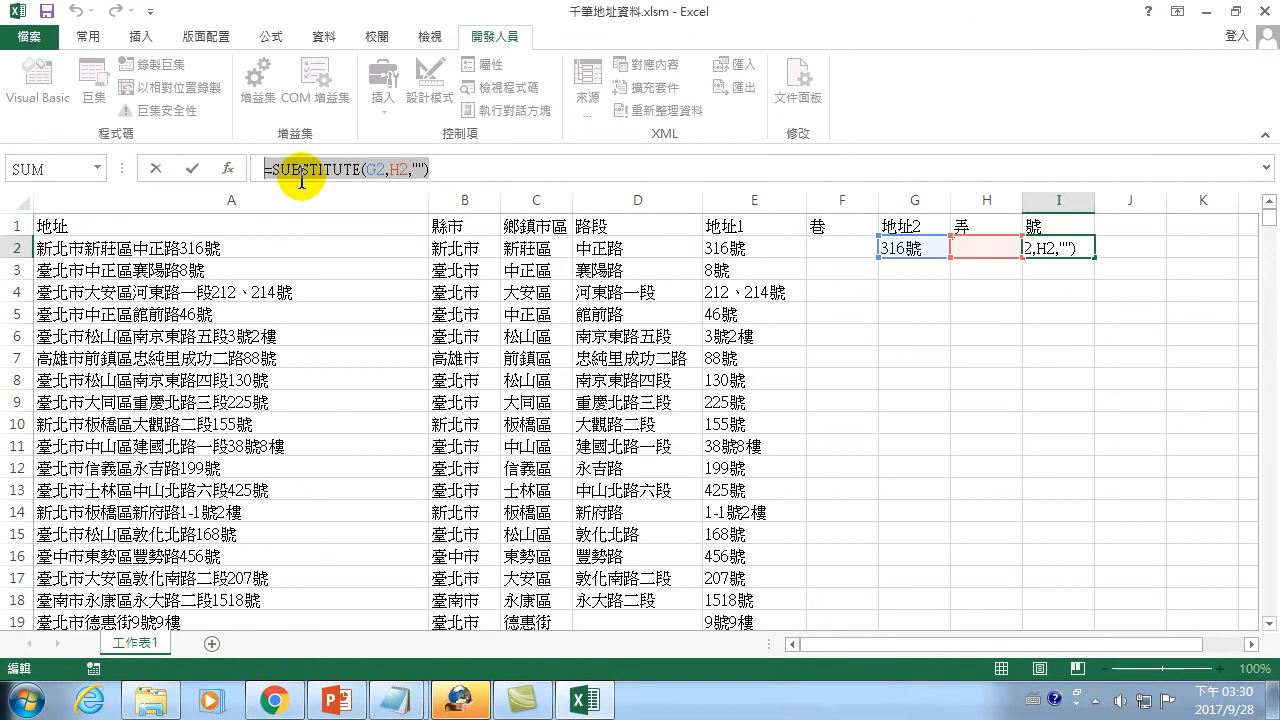 千筆地址資料.xlsm - Excel
檔案 常用 插入 版面配置 公式 資料 校閱 檢視 開發人員 登入
Visual Basic 巨集 錄製巨集 以相對位置錄製 巨集安全性 增益集 COM 增益集 插入 設計模式 屬性 檢視程式碼 執行對話方塊 來源 ... 對應內容 擴充套件 重新整理資料 匯入 匯出 文件面板
程式碼 增益集 控制項 XML 修改
SUM fx =SUBSTITUTE(G2,H2,"")
A B C D E F G H I J K
1 地址 縣市 鄉鎮市區 路段 地址1 巷 地址2 弄 號
2 新北市新莊區中正路316號 新北市 新莊區 中正路 316號 316號 2,H2,"")
3 臺北市中正區襄陽路8號 臺北市 中正區 襄陽路 8號
4 臺北市大安區河東路一段212、214號 臺北市 大安區 河東路一段 212、214號
5 臺北市中正區館前路46號 臺北市 中正區 館前路 46號
6 臺北市松山區南京東路五段3號2樓 臺北市 松山區 南京東路五段 3號2樓
7 高雄市前鎮區忠純里成功二路88號 高雄市 前鎮區 忠純里成功二路 88號
8 臺北市松山區南京東路四段130號 臺北市 松山區 南京東路四段 130號
9 臺北市大同區重慶北路三段225號 臺北市 大同區 重慶北路三段 225號
10 新北市板橋區大觀路二段155號 新北市 板橋區 大觀路二段 155號
11 臺北市中山區建國北路一段38號8樓 臺北市 中山區 建國北路一段 38號8樓
12 臺北市信義區永吉路199號 臺北市 信義區 永吉路 199號
13 臺北市士林區中山北路六段425號 臺北市 士林區 中山北路六段 425號
14 新北市板橋區新府路1-1號2樓 新北市 板橋區 新府路 1-1號2樓
15 臺北市松山區敦化北路168號 臺北市 松山區 敦化北路 168號
16 臺中市東勢區豐勢路456號 臺中市 東勢區 豐勢路 456號
17 臺北市大安區敦化南路二段207號 臺北市 大安區 敦化南路二段 207號
18 臺南市永康區永大路二段1518號 臺南市 永康區 永大路二段 1518號
19 臺北市德惠街9號9樓 臺北市 德惠街 9號9樓
工作表1
編輯 100%
下午 03:30
2017/9/28